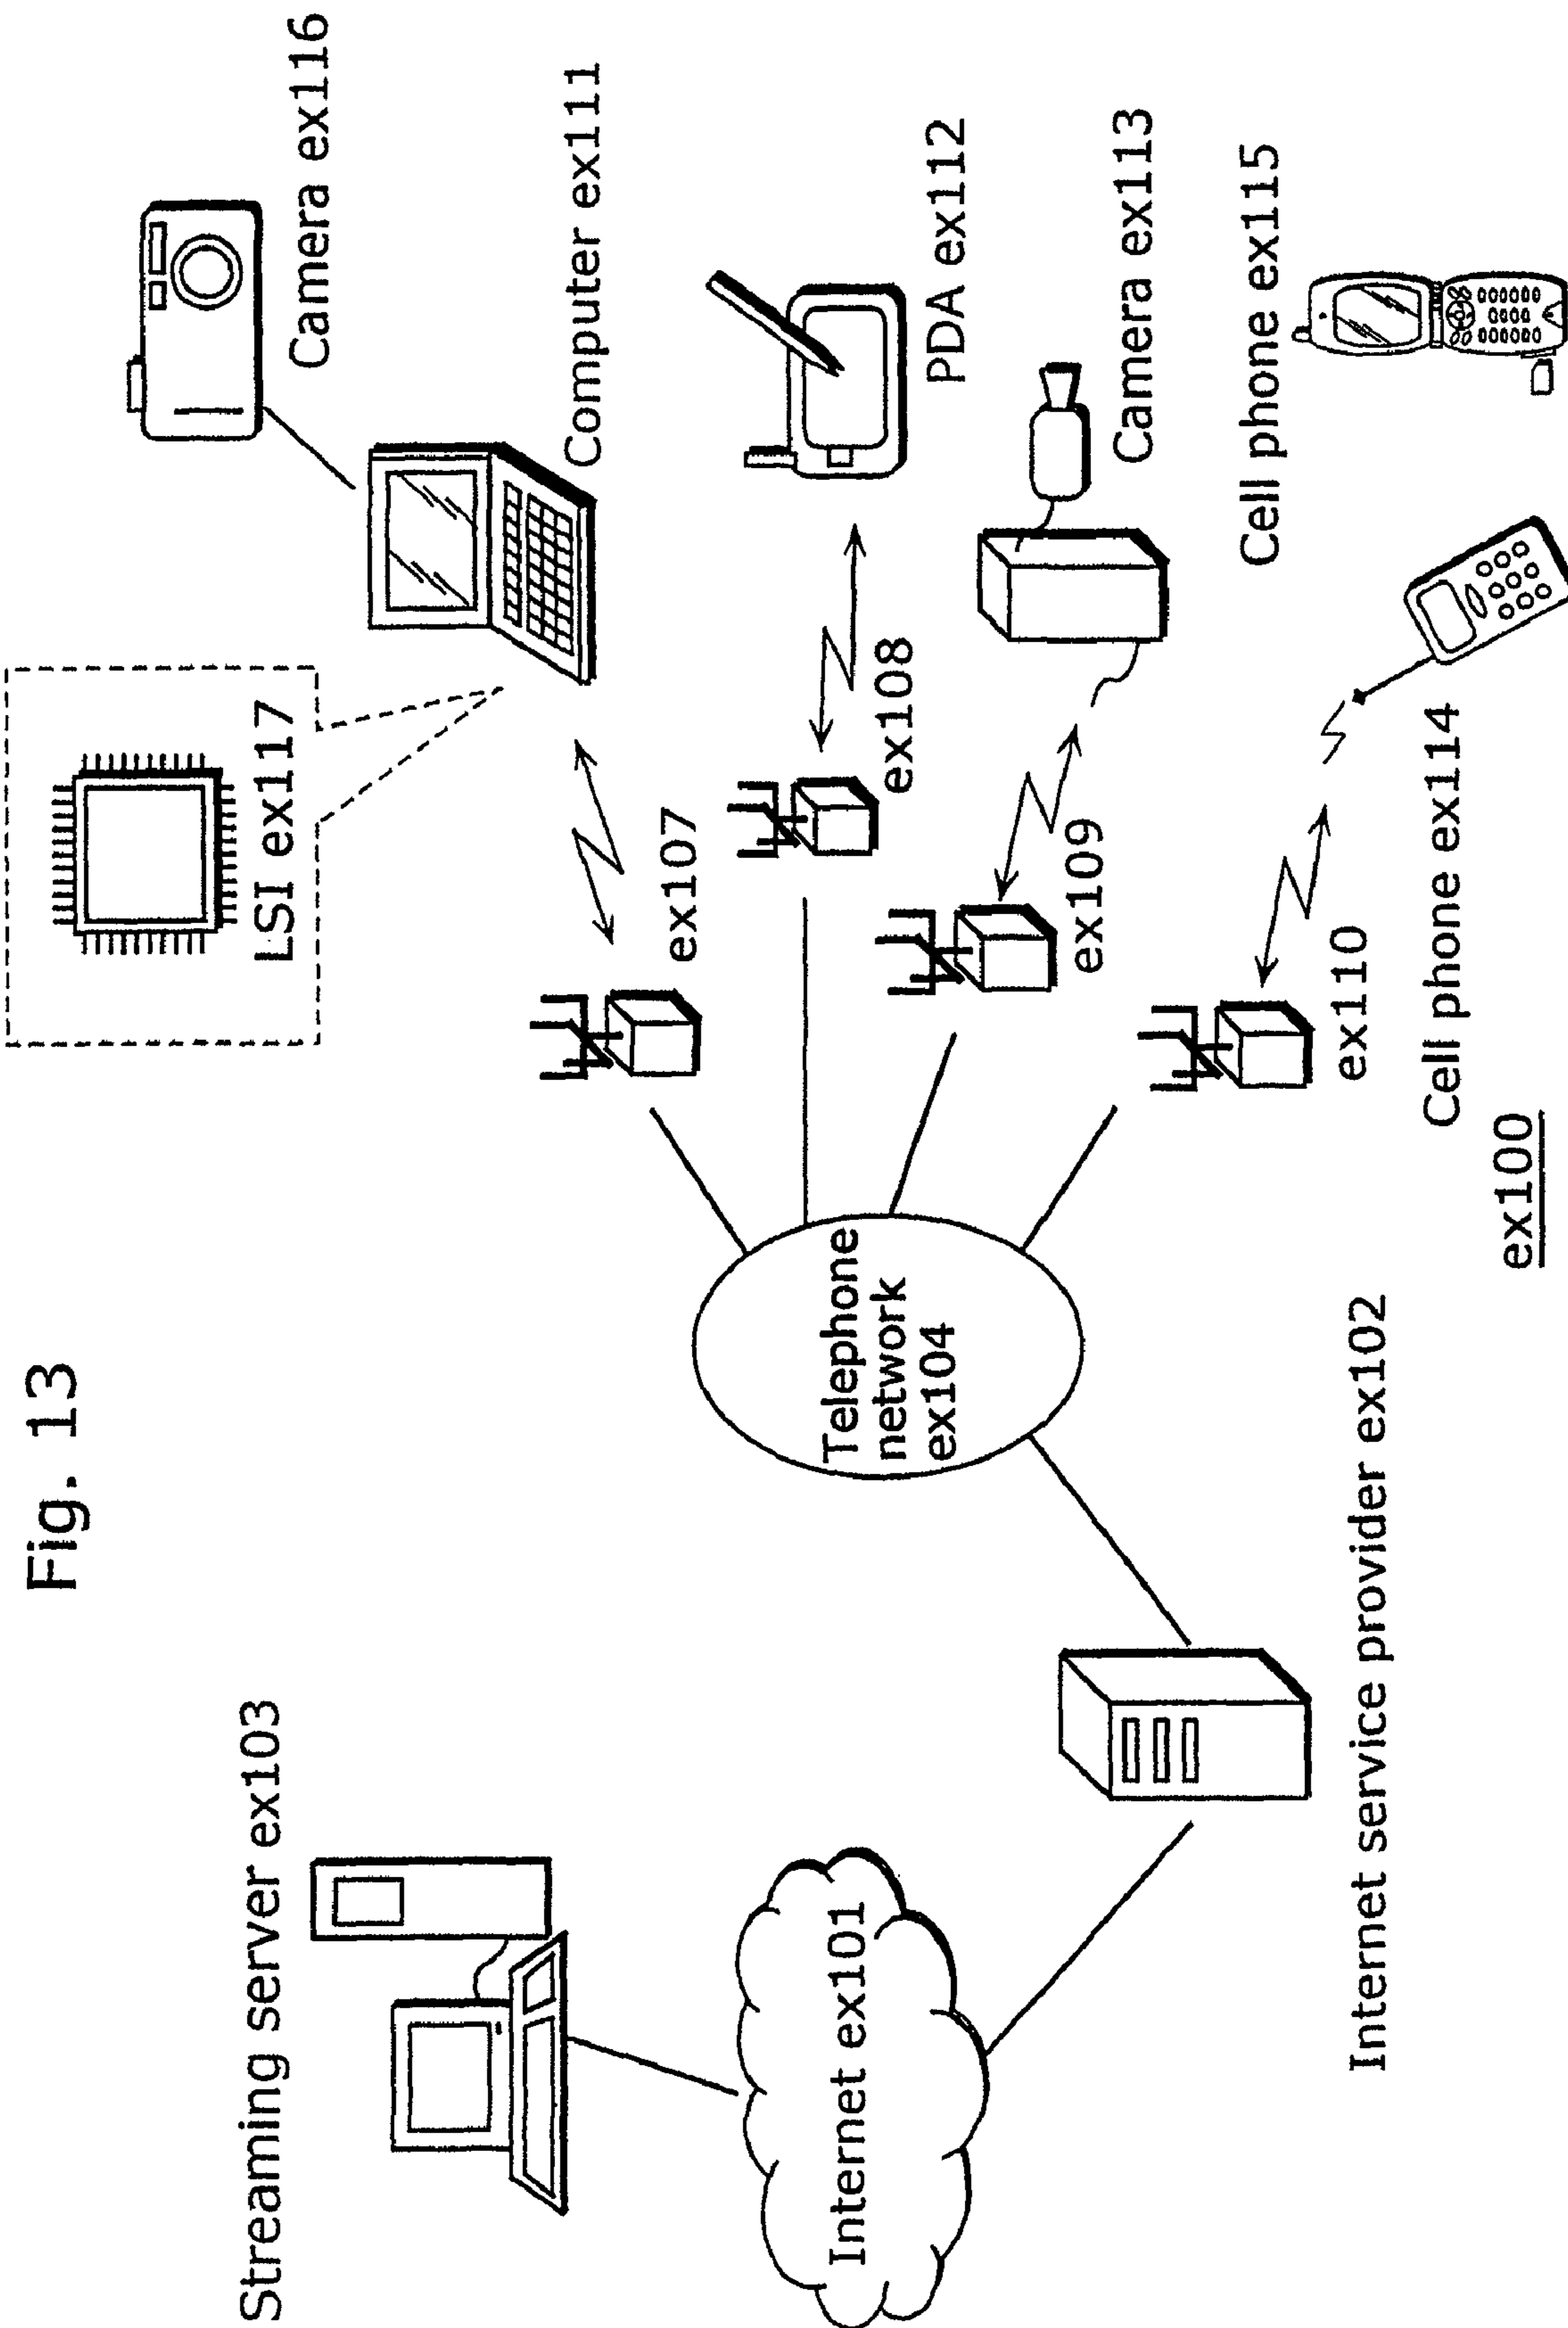 Fig. 13
Streaming server ex103
Internet ex101
Internet service provider ex102
Telephone
network
ex104
LSI ex117
Camera ex116
Computer ex111
ex107
ex108
PDA ex112
ex109
Camera ex113
ex110
Cell phone ex115
Cell phone ex114
ex100